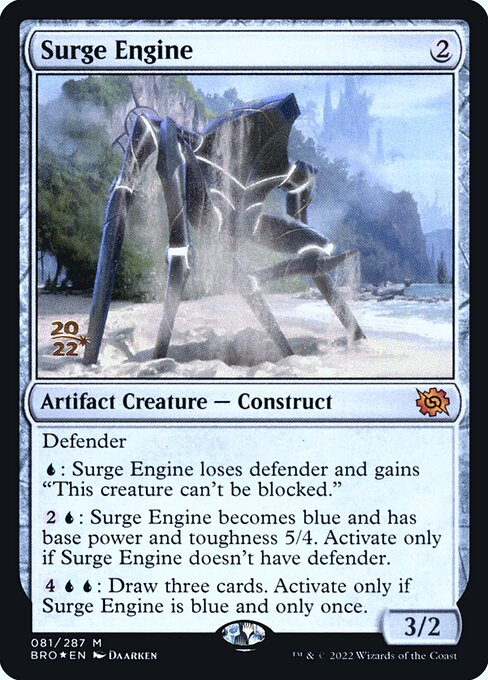 Surge Engine 2
20
22
Artifact Creature — Construct
Defender
: Surge Engine loses defender and gains
“This creature can't be blocked.”
2 : Surge Engine becomes blue and has
base power and toughness 5/4. Activate only
if Surge Engine doesn't have defender.
4 : Draw three cards. Activate only if
Surge Engine is blue and only once.
3/2
081/287 M
BRO★EN DAARKEN
™ & © 2022 Wizards of the Coast